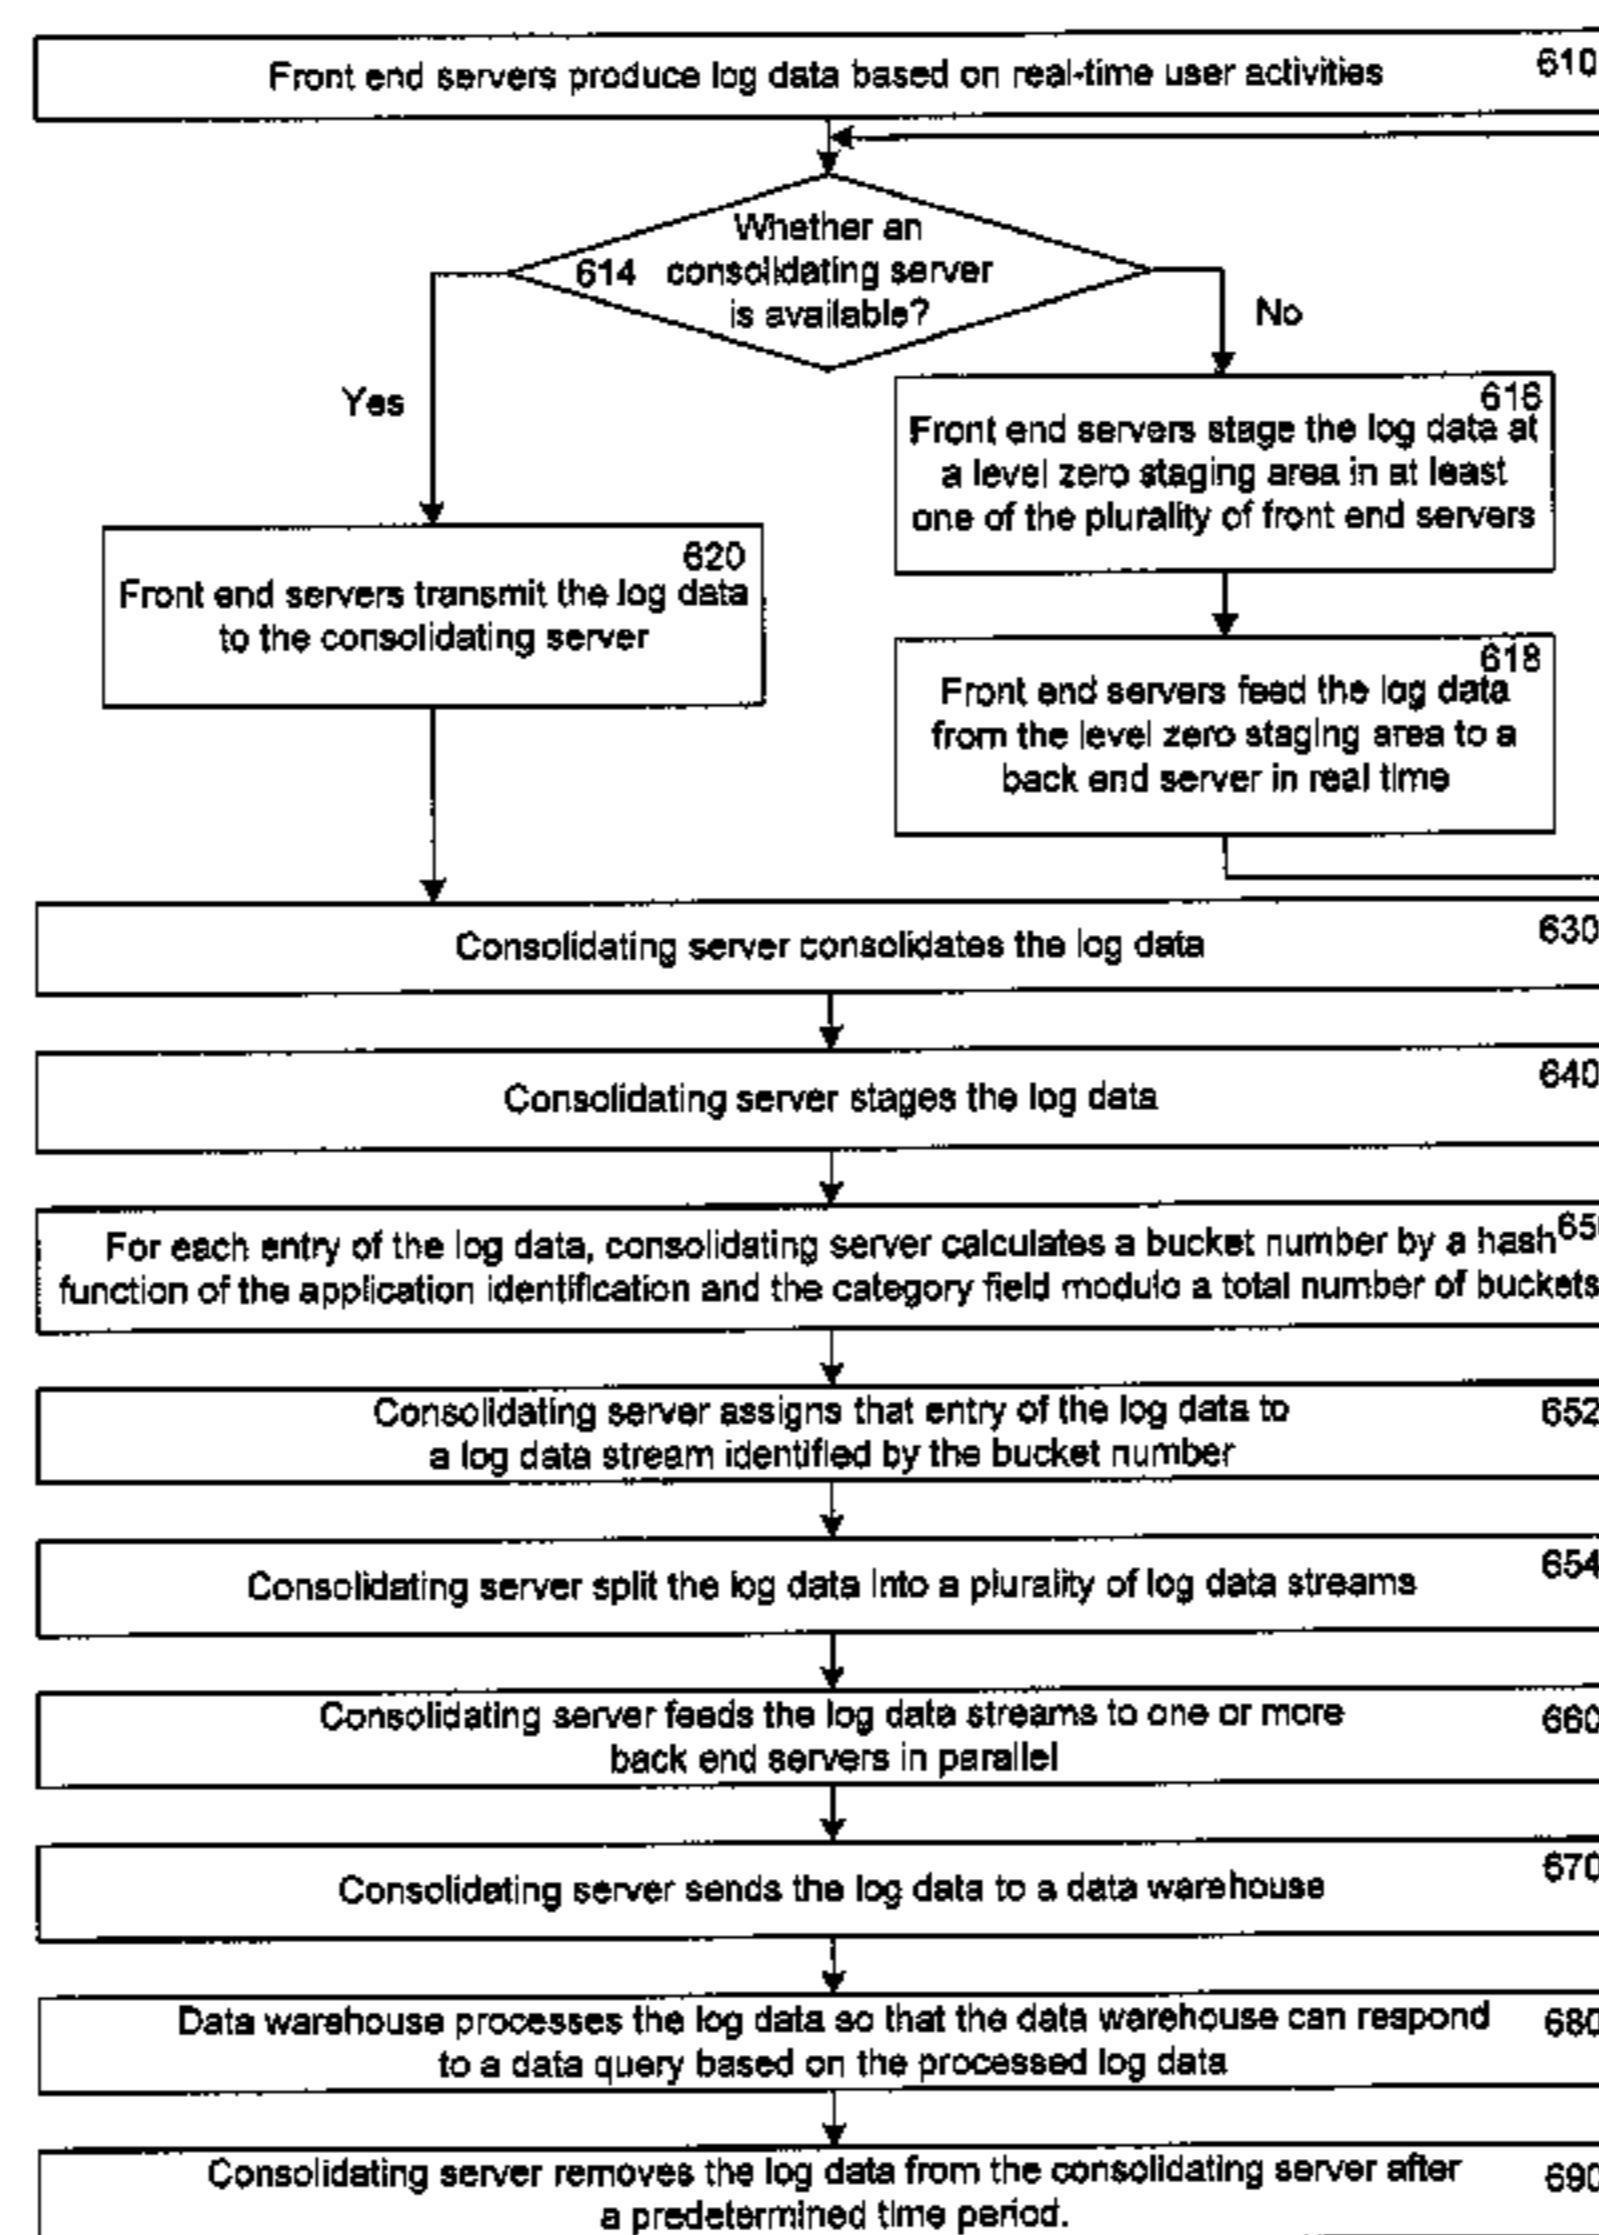 610
Front end servers produce log data based on real-time user activities
Whether an
614 consolidating server
is available?
No
Yes
616
Front end servers stage the log data at
a level zero staging area in at least
one of the plurality of front end servers
620
Front end servers transmit the log data
to the consolidating server
618
Front end servers feed the log data
from the level zero staging area to a
back end server in real time
630
Consolidating server consolidates the log data
640
Consolidating server stages the log data
For each entry of the log data, consolidating server calculates a bucket number by a hash
function of the application identification and the category field modulo a total number of buckets
652
Consolidating server assigns that entry of the log data to
a log data stream identified by the bucket number
654
Consolidating server split the log data into a plurality of log data streams
660
Consolidating server feeds the log data streams to one or more
back end servers in parallel
670
Consolidating server sends the log data to a data warehouse
680
Data warehouse processes the log data so that the data warehouse can respond
to a data query based on the processed log data
690
Consolidating server removes the log data from the consolidating server after
a predetermined time period.